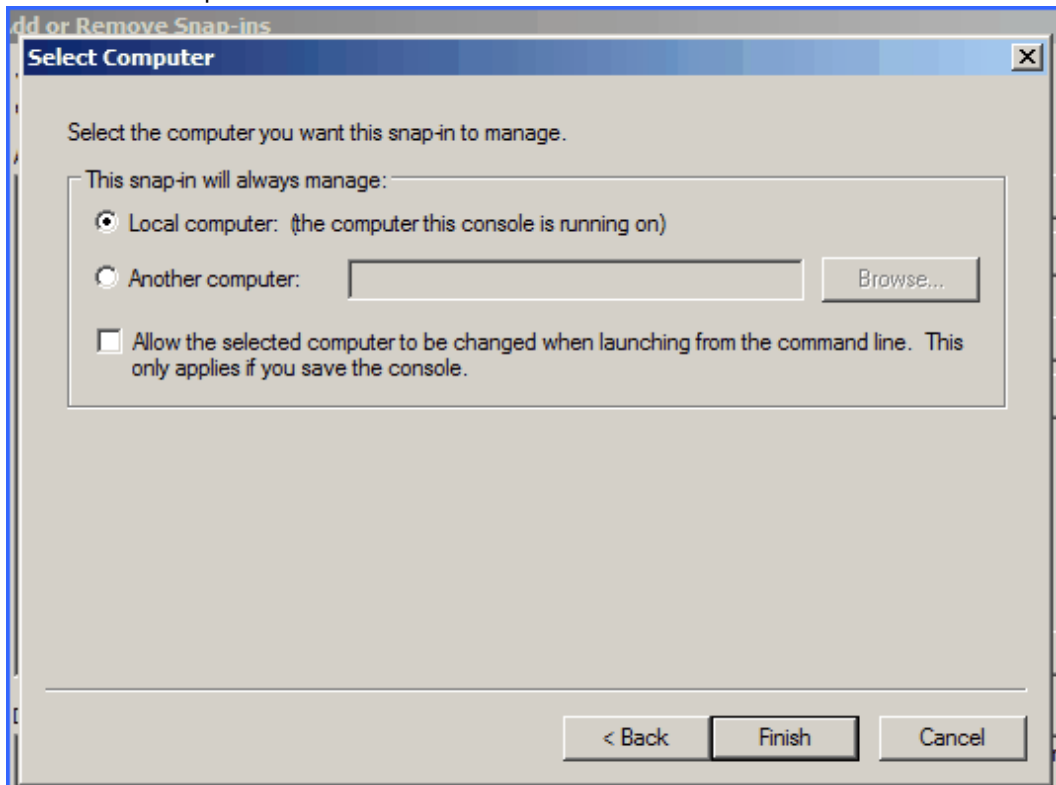 Add or Remove Snap-ins
Select Computer
Select the computer you want this snap-in to manage.
This snap-in will always manage:
Local computer: (the computer this console is running on)
Another computer:
Browse...
Allow the selected computer to be changed when launching from the command line. This
only applies if you save the console.
< Back
Finish
Cancel